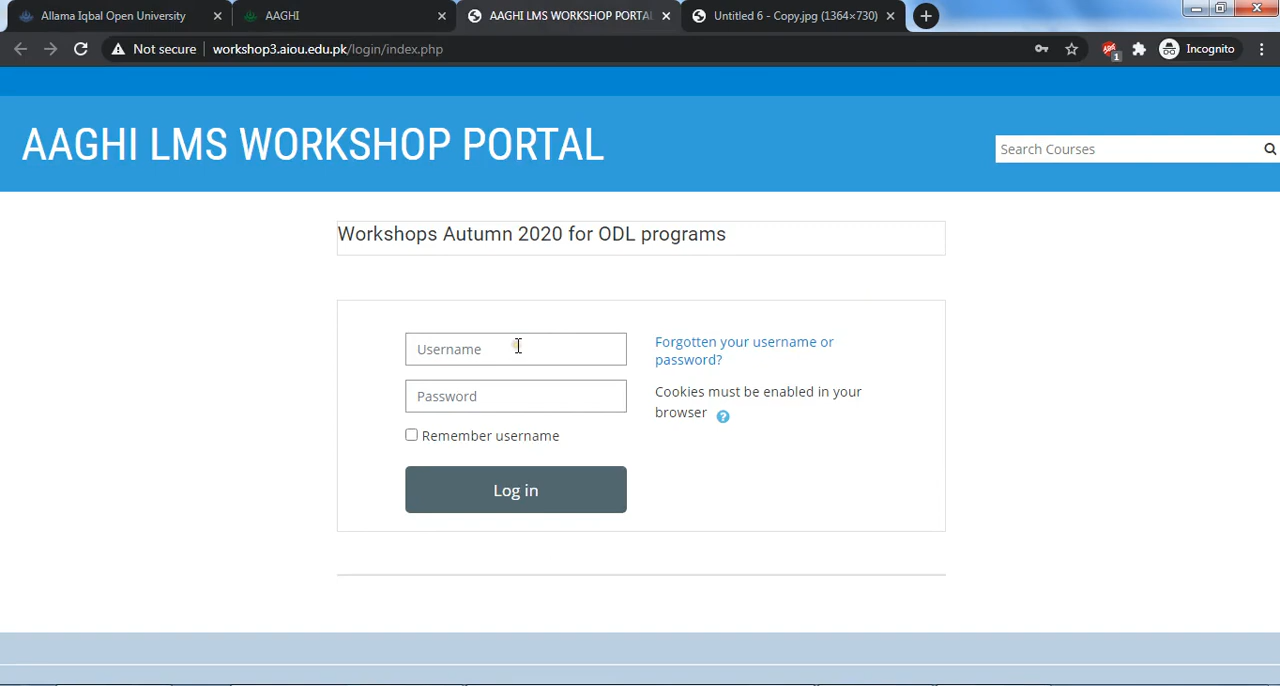 Allama Iqbal Open University
AAGHI
AAGHI LMS WORKSHOP PORTAL
Untitled 6 - Copy.jpg (1364×730)
Not secure
workshop3.aiou.edu.pk/login/index.php
1
Incognito
AAGHI LMS WORKSHOP PORTAL
Search Courses
Workshops Autumn 2020 for ODL programs
Username
Password
Remember username
Log in
Forgotten your username or
password?
Cookies must be enabled in your
browser ?